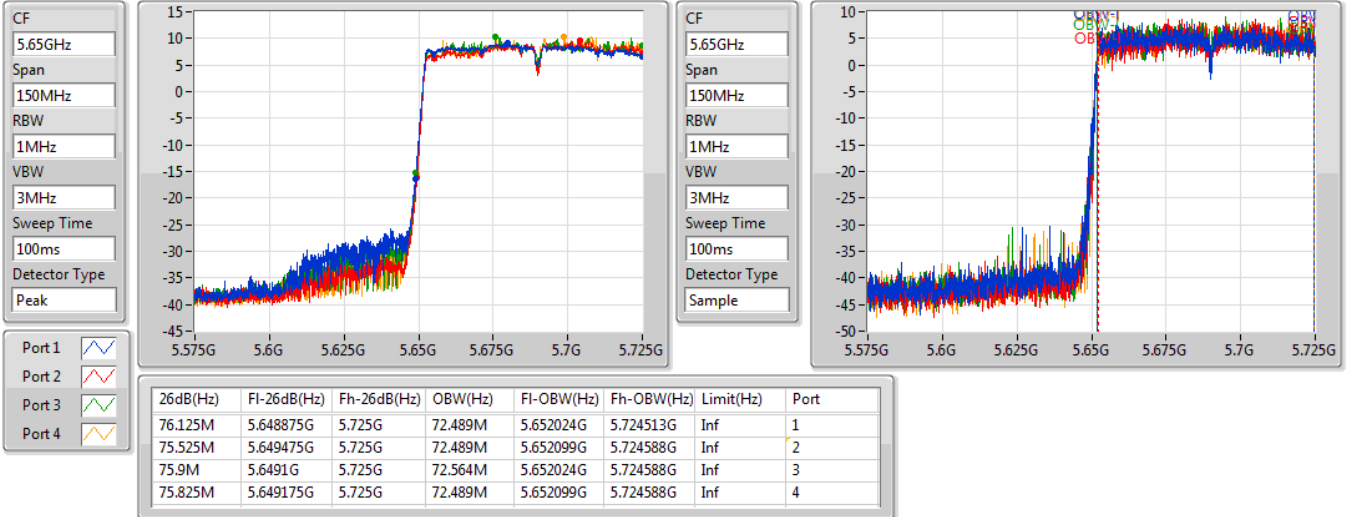 CF
5.65GHz
Span
150MHz
RBW
1MHz
VBW
3MHz
Sweep Time
100ms
Detector Type
Peak
15
10
5
0
-5
-10
-15
-20
-25
-30
-35
-40
-45
5.575G 5.6G 5.625G 5.65G 5.675G 5.7G 5.725G
CF
5.65GHz
Span
150MHz
RBW
1MHz
VBW
3MHz
Sweep Time
100ms
Detector Type
Sample
10
5
0
-5
-10
-15
-20
-25
-30
-35
-40
-45
-50
5.575G 5.6G 5.625G 5.65G 5.675G 5.7G 5.725G
Port 1
Port 2
Port 3
Port 4
26dB(Hz) Fl-26dB(Hz) Fh-26dB(Hz) OBW(Hz) Fl-OBW(Hz) Fh-OBW(Hz) Limit(Hz) Port
76.125M 5.648875G 5.725G 72.489M 5.652024G 5.724513G Inf 1
75.525M 5.649475G 5.725G 72.489M 5.652099G 5.724588G Inf 2
75.9M 5.6491G 5.725G 72.564M 5.652024G 5.724588G Inf 3
75.825M 5.649175G 5.725G 72.489M 5.652099G 5.724588G Inf 4